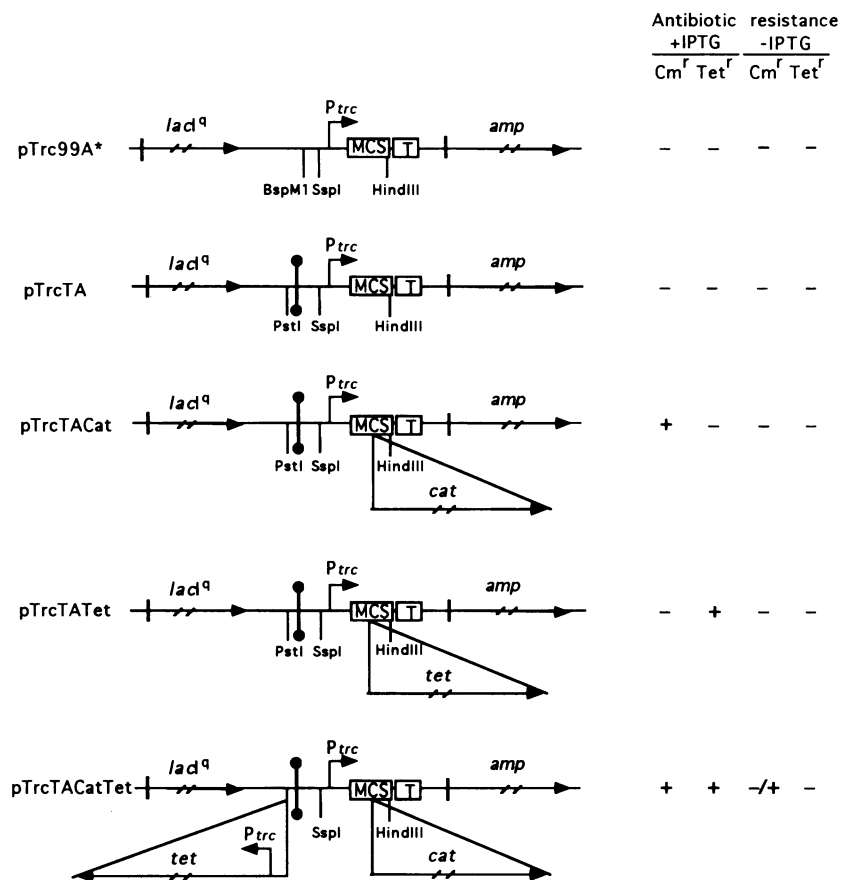 Antibiotic resistance
+IPTG -IPTG
Cmʳ Tetʳ Cmʳ Tetʳ
Ptrc
lacIq amp
pTrc99A* MCS T - - - -
BspM1 SspI HindIII
Ptrc
lacIq amp
pTrcTA MCS T - - - -
PstI SspI HindIII
Ptrc
lacIq amp
pTrcTACat MCS T + - - -
PstI SspI HindIII
cat
Ptrc
lacIq amp
pTrcTATet MCS T - + - -
PstI SspI HindIII
tet
Ptrc
lacIq amp
pTrcTACatTet MCS T + + -/+ -
SspI HindIII
Ptrc
tet cat